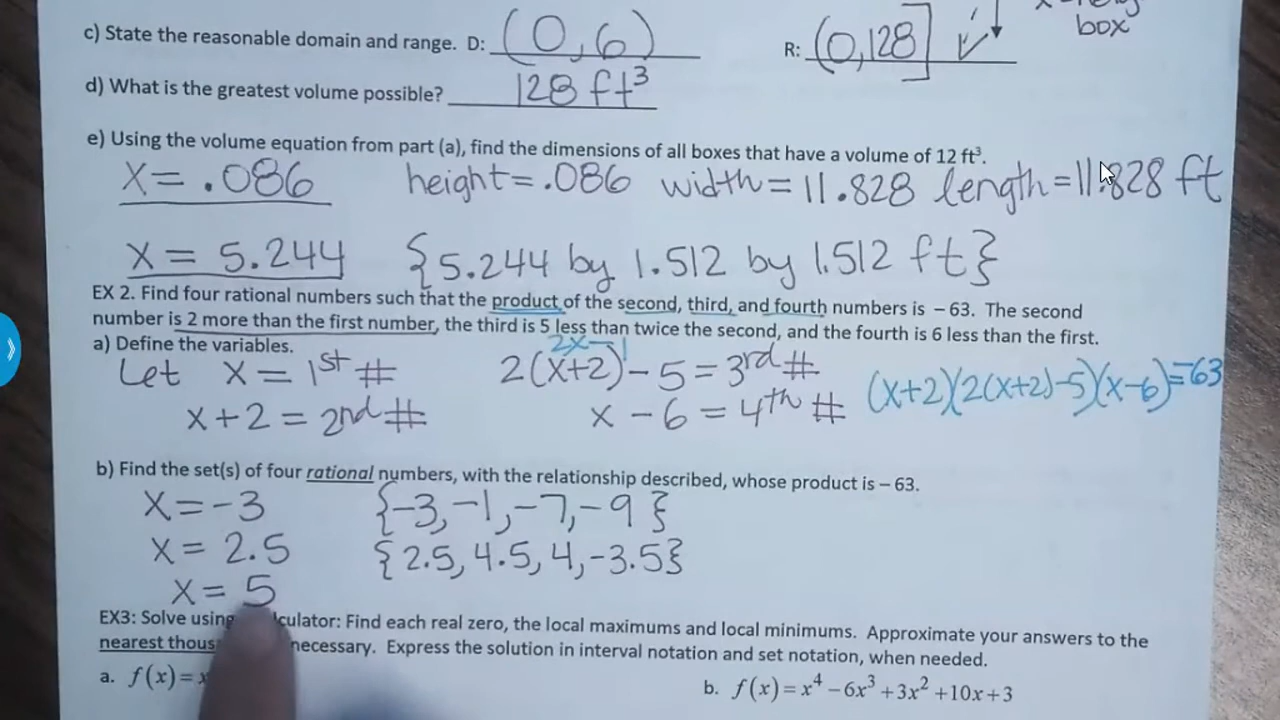 box
c) State the reasonable domain and range. D: (0,6) R: (0,128]
d) What is the greatest volume possible? 128 ft³
e) Using the volume equation from part (a), find the dimensions of all boxes that have a volume of 12 ft³.
x = .086 height = .086 width = 11.828 length = 11.828 ft
x = 5.244 {5.244 by 1.512 by 1.512 ft}
EX 2. Find four rational numbers such that the product of the second, third, and fourth numbers is – 63. The second
number is 2 more than the first number, the third is 5 less than twice the second, and the fourth is 6 less than the first.
a) Define the variables. 2x-1
Let x = 1st # 2(x+2)-5 = 3rd # (x+2)(2(x+2)-5)(x-6)=-63
x+2 = 2nd # x - 6 = 4th #
b) Find the set(s) of four rational numbers, with the relationship described, whose product is – 63.
x = -3 {-3, -1, -7, -9}
x = 2.5 {2.5, 4.5, 4, -3.5}
x = 5
EX3: Solve using Find each real zero, the local maximums and local minimums. Approximate your answers to the
nearest necessary. Express the solution in interval notation and set notation, when needed.
a. f(x)=x b. f(x)=x⁴-6x³+3x²+10x+3